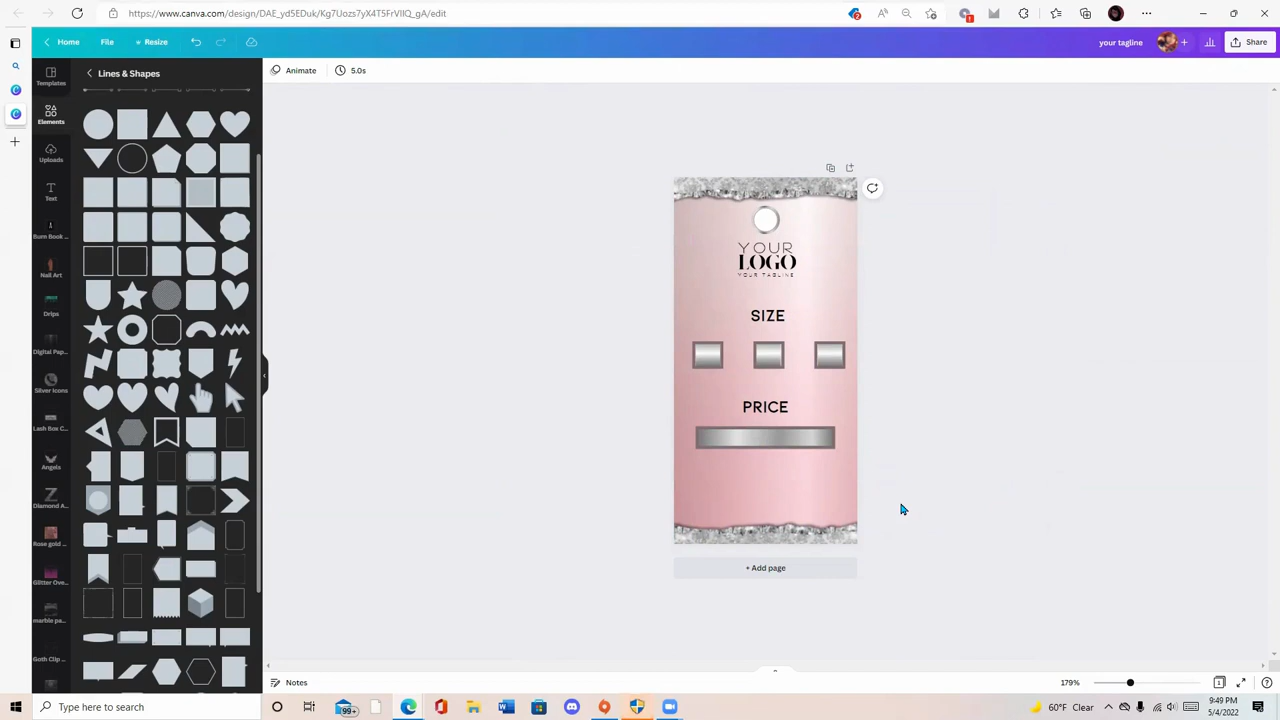 https://www.canva.com/design/DAE_yd5EDuk/Kg7Uozs7yX4T5FrVlIQ_gA/edit
Home
File
Resize
your tagline
Share
Templates
Elements
Uploads
Text
Burn Book ...
Nail Art
Drips
Digital Pap...
Silver Icons
Lash Box C...
Angels
Diamond A...
Rose gold ...
Glitter Ove...
marble pa...
Goth Clip ...
Lines & Shapes
Animate
5.0s
YOUR
LOGO
YOUR TAGLINE
SIZE
PRICE
+ Add page
Notes
179%
1
Type here to search
99+
60°F Clear
9:49 PM
5/4/2022